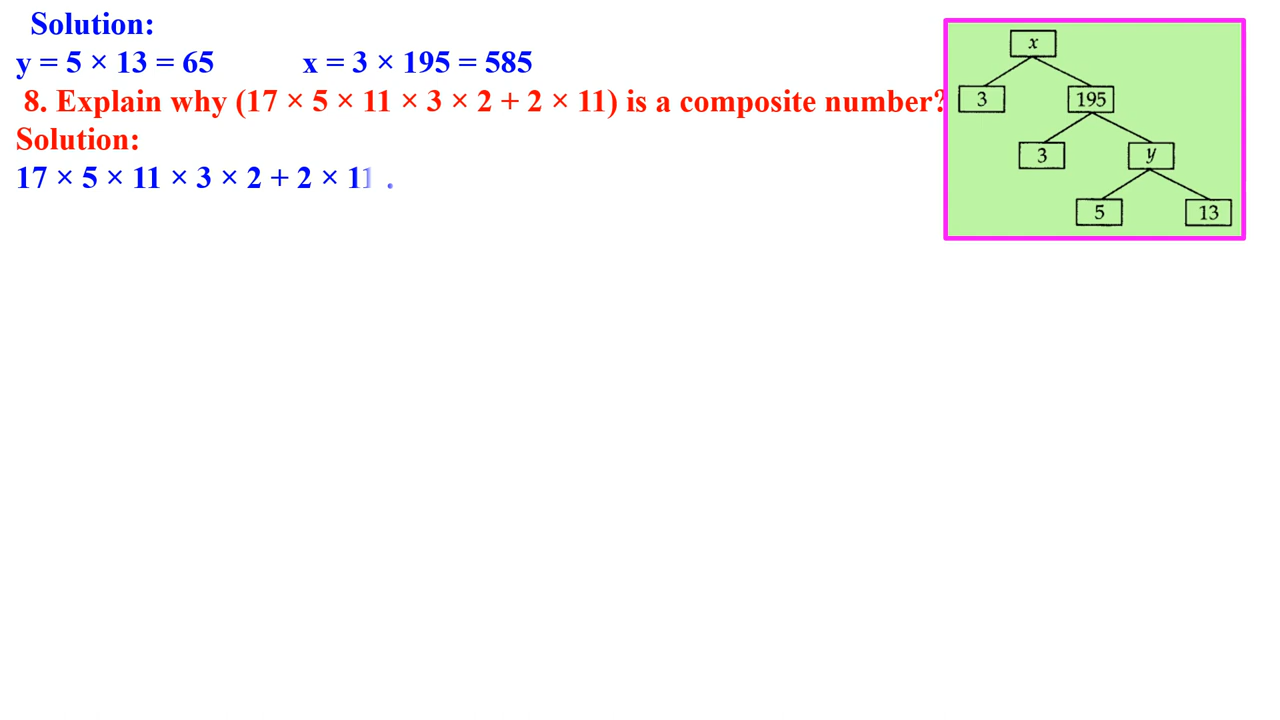 Solution:
y = 5 × 13 = 65 x = 3 × 195 = 585
8. Explain why (17 × 5 × 11 × 3 × 2 + 2 × 11) is a composite number?
Solution:
17 × 5 × 11 × 3 × 2 + 2 × 11 .
x
3 195
3 y
5 13